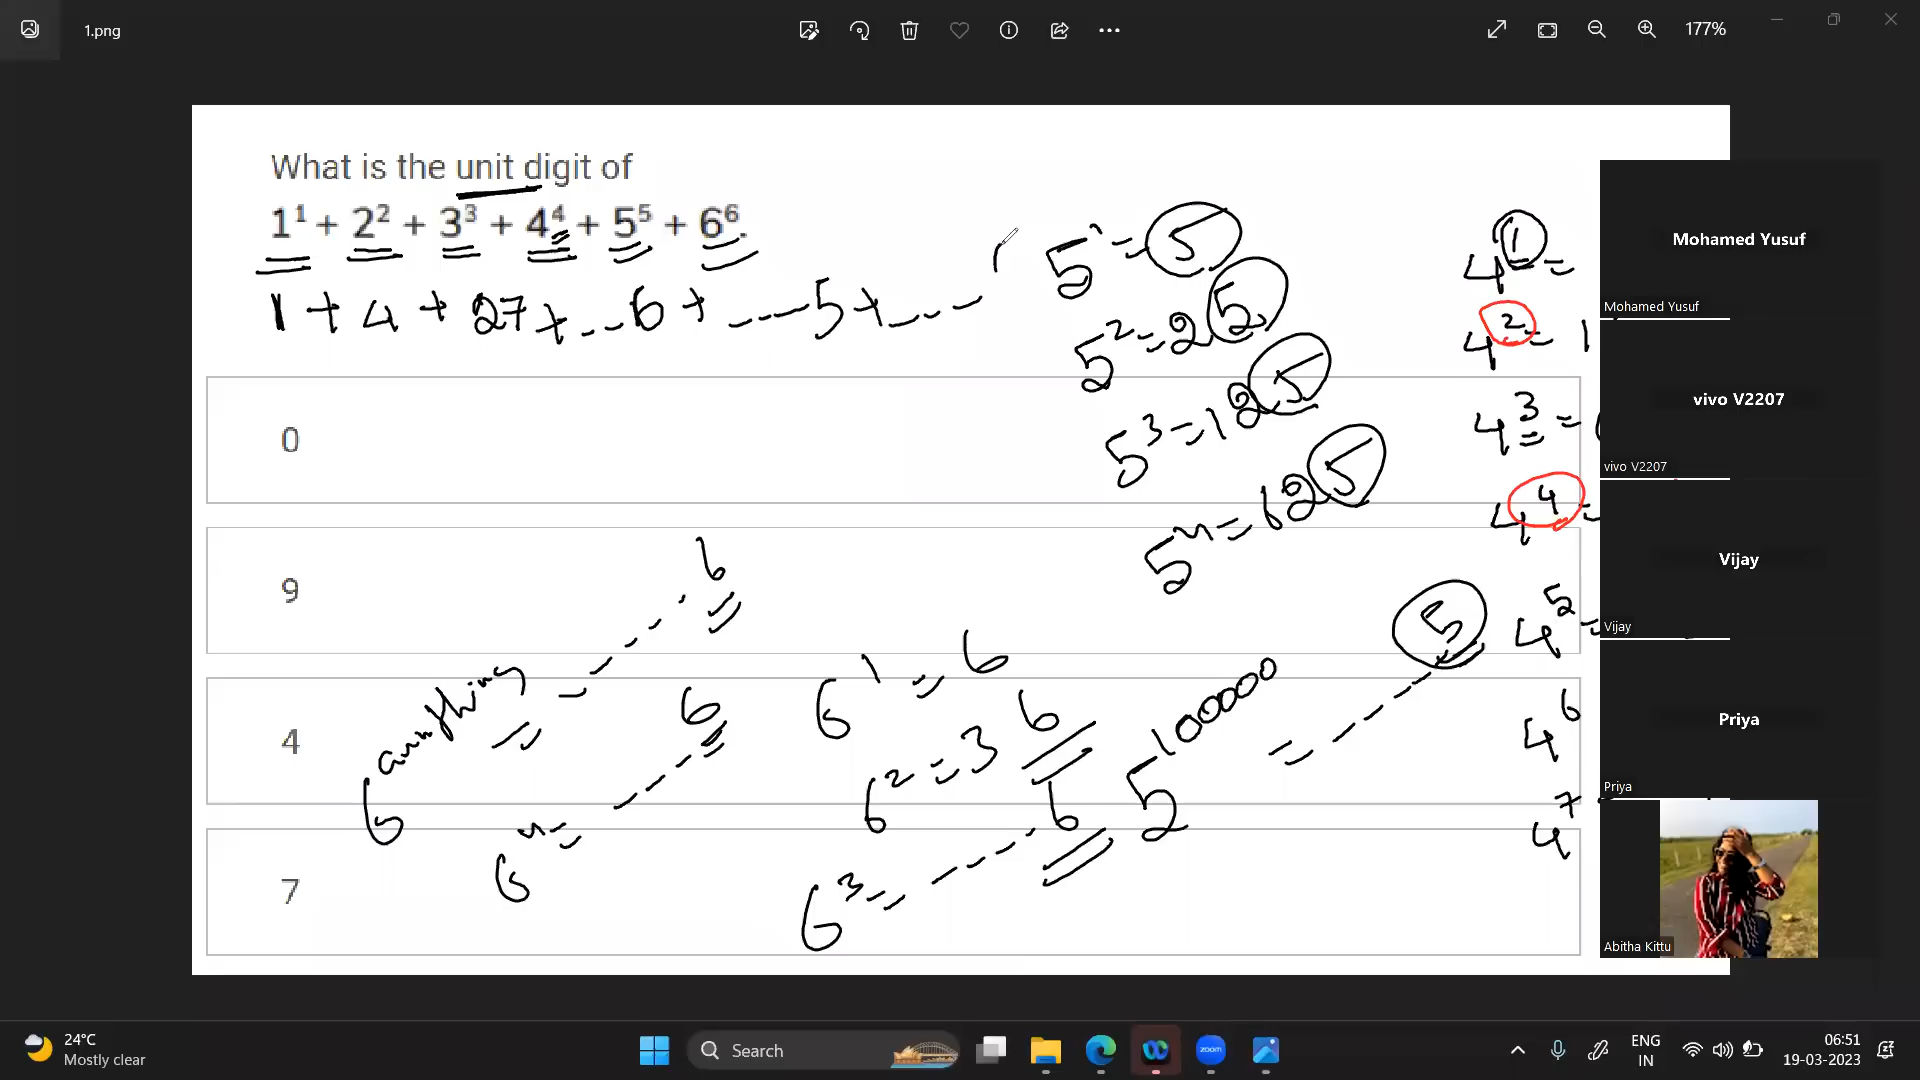 1.png
177%
What is the unit digit of
1¹ + 2² + 3³ + 4⁴ + 5⁵ + 6⁶.
1 + 4 + 27 + ---6 + ----5 + ----
0
9
4
7
5¹ = 5
5² = 25
5³ = 125
5⁴ = 625
5¹⁰⁰⁰⁰⁰ = ----- 5
6¹ = 6
6² = 36
6³ = ---- 6
6⁴ = ---- 6
6 anything = ---- 6
4¹ =
4² = 1
4³ =
4⁴ =
4⁵ =
4⁶
4⁷
Mohamed Yusuf
Mohamed Yusuf
vivo V2207
vivo V2207
Vijay
Vijay
Priya
Priya
Abitha Kittu
24°C
Mostly clear
Search
zoom
ENG
IN
06:51
19-03-2023